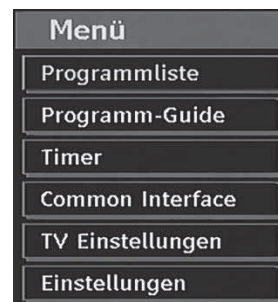 Menü
Programmliste
Programm-Guide
Timer
Common Interface
TV Einstellungen
Einstellungen